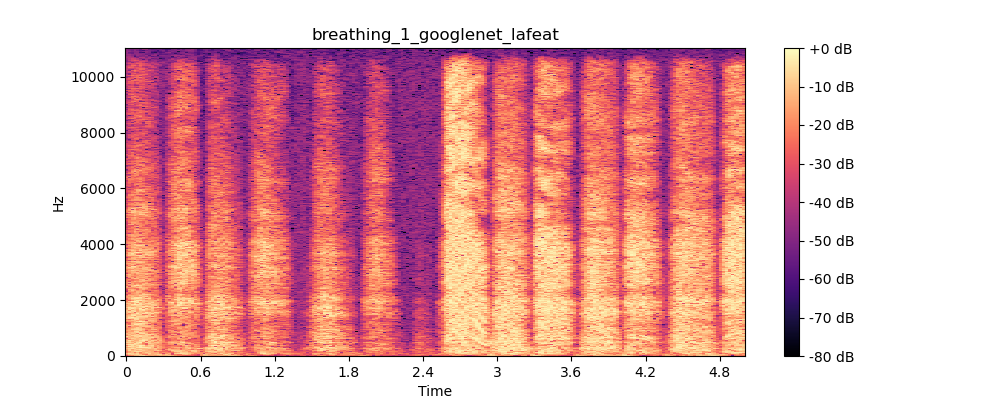 breathing_1_googlenet_lafeat
Hz
10000
8000
6000
4000
2000
0
0 0.6 1.2 1.8 2.4 3 3.6 4.2 4.8
Time
+0 dB
-10 dB
-20 dB
-30 dB
-40 dB
-50 dB
-60 dB
-70 dB
-80 dB